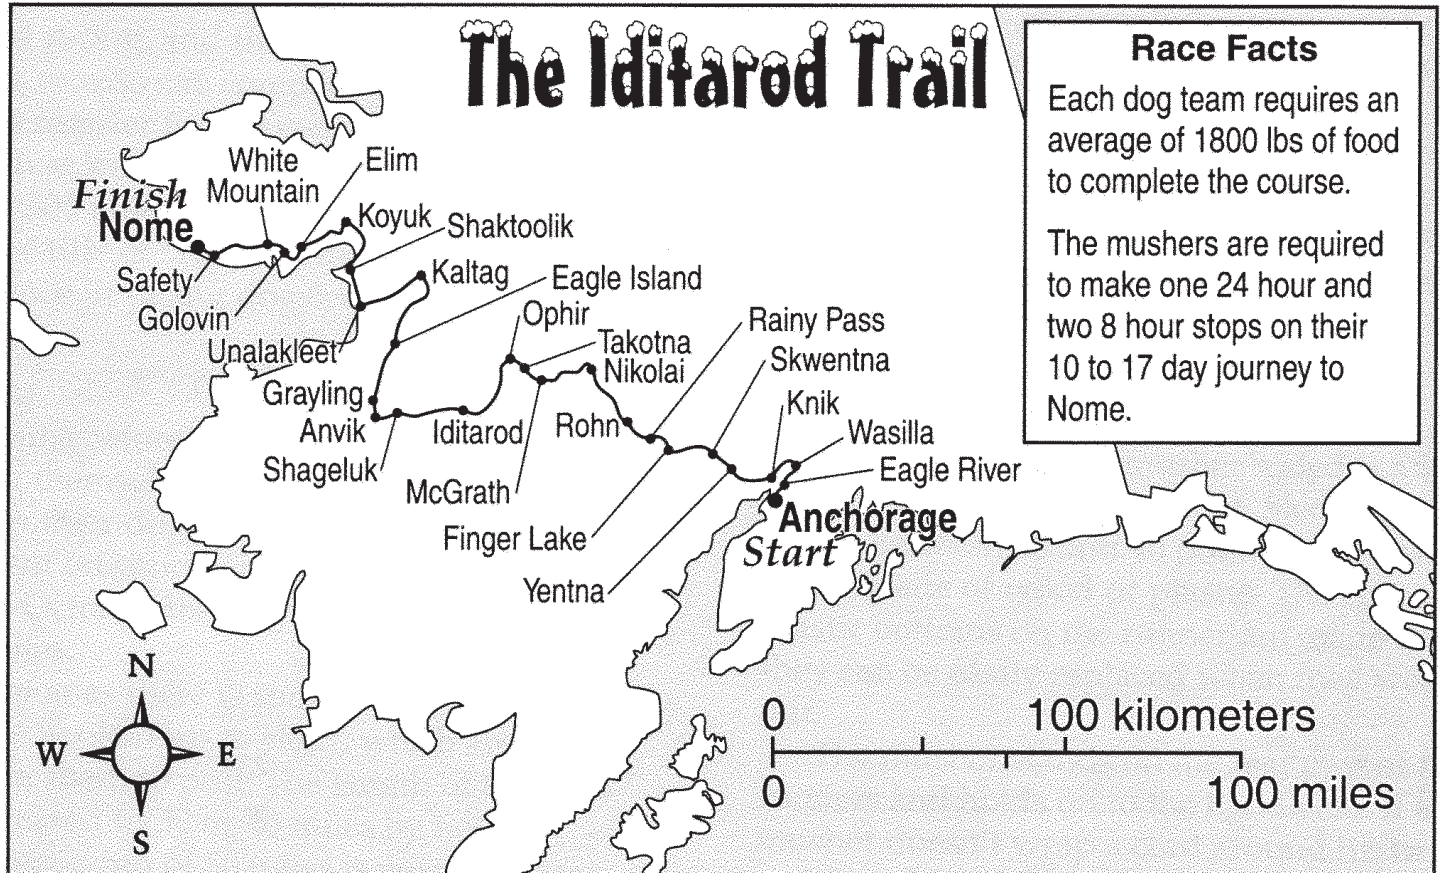 The Iditarod Trail
Race Facts
Each dog team requires an
average of 1800 lbs of food
to complete the course.
The mushers are required
to make one 24 hour and
two 8 hour stops on their
10 to 17 day journey to
Nome.
White
Mountain
Elim
Finish
Nome
Koyuk
Shaktoolik
Safety
Kaltag
Eagle Island
Golovin
Ophir
Rainy Pass
Unalakleet
Takotna
Nikolai
Skwentna
Grayling
Knik
Anvik
Iditarod
Rohn
Wasilla
Shageluk
McGrath
Eagle River
Finger Lake
Anchorage
Start
Yentna
N
W
E
S
0
100 kilometers
0
100 miles